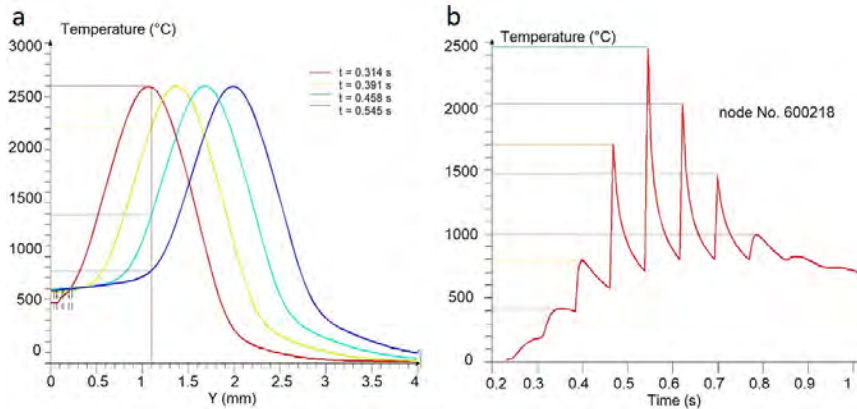 a
Temperature (°C)
3000
2500
2000
1500
1000
500
0
t = 0.314 s
t = 0.391 s
t = 0.458 s
t = 0.545 s
0 0.5 1 1.5 2 2.5 3 3.5 4
Y (mm)
b
Temperature (°C)
2500
2000
1500
1000
500
0
node No. 600218
0.2 0.3 0.4 0.5 0.6 0.7 0.8 0.9 1
Time (s)